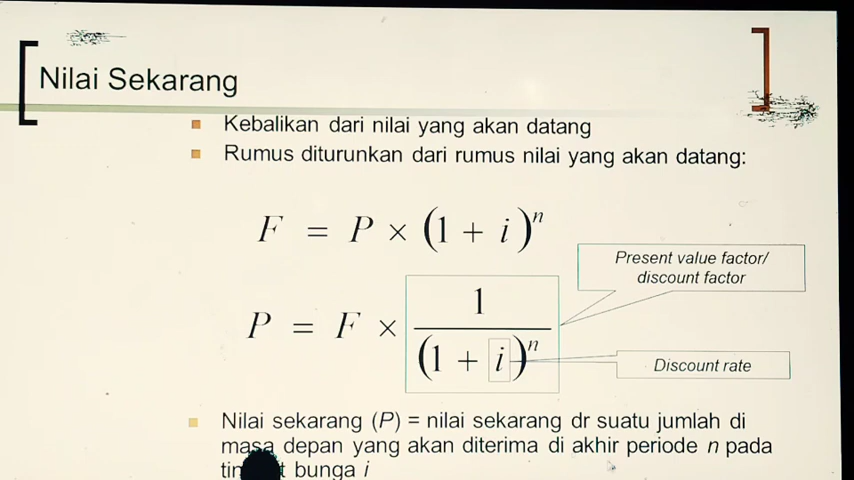 Nilai Sekarang
Kebalikan dari nilai yang akan datang
Rumus diturunkan dari rumus nilai yang akan datang:
F = P × (1 + i)^n
Present value factor/
discount factor
P = F × 1 / (1 + i)^n
Discount rate
Nilai sekarang (P) = nilai sekarang dr suatu jumlah di
masa depan yang akan diterima di akhir periode n pada
bunga i